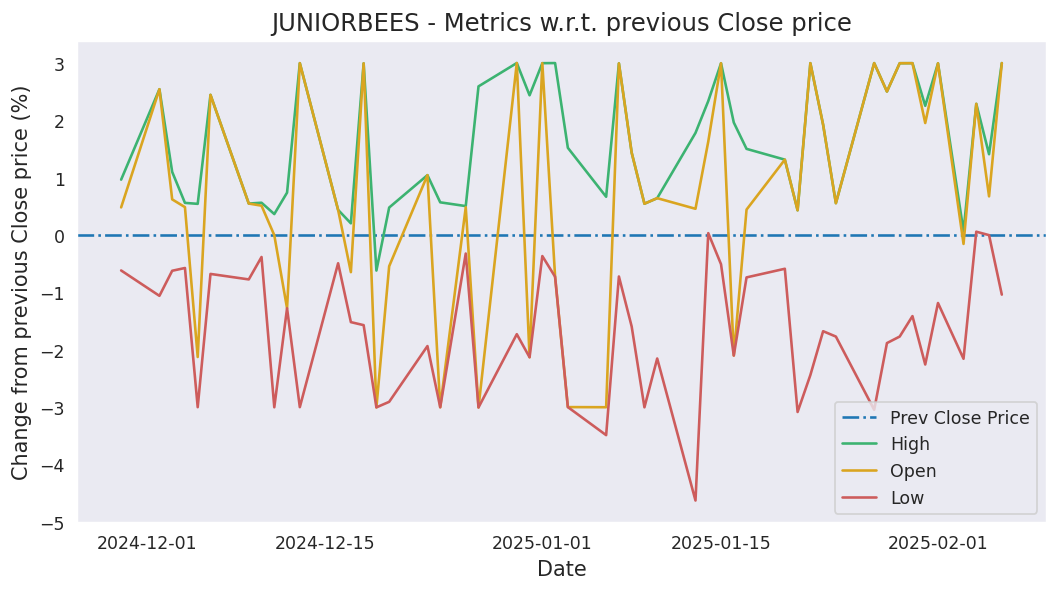 JUNIORBEES - Metrics w.r.t. previous Close price
Change from previous Close price (%)
3
2
1
0
−1
−2
−3
−4
−5
Prev Close Price
High
Open
Low
2024-12-01 2024-12-15 2025-01-01 2025-01-15 2025-02-01
Date